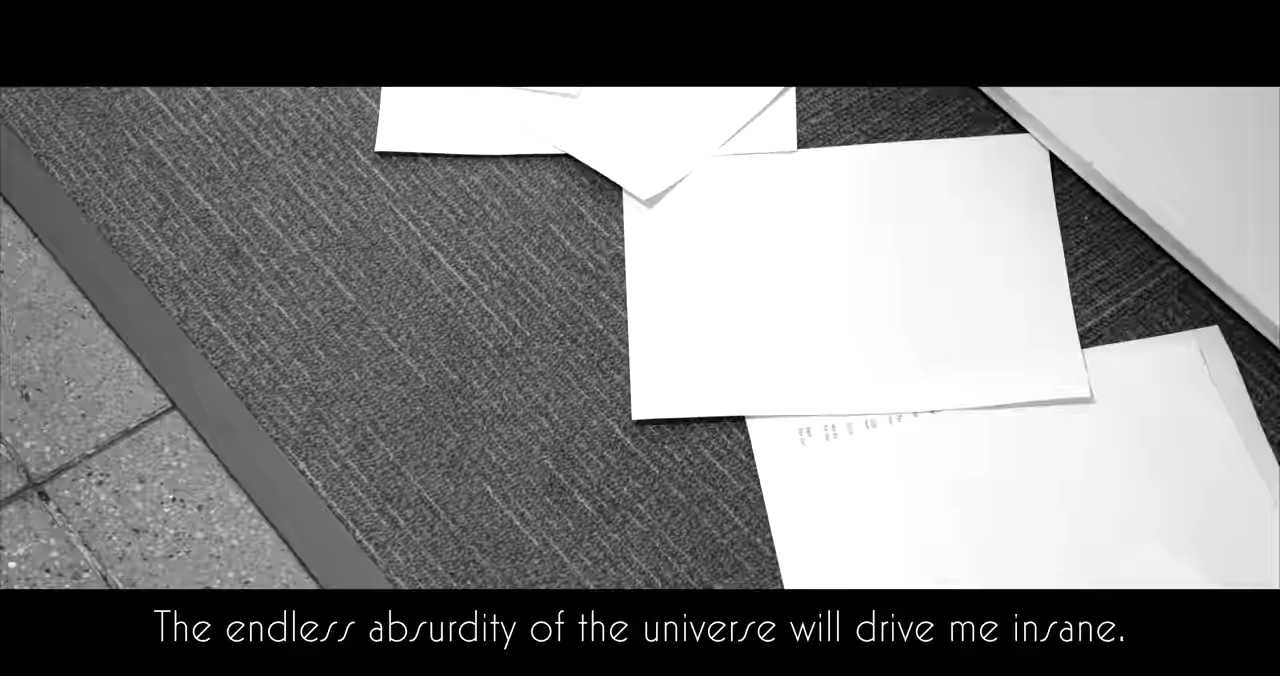 The endless absurdity of the universe will drive me insane.